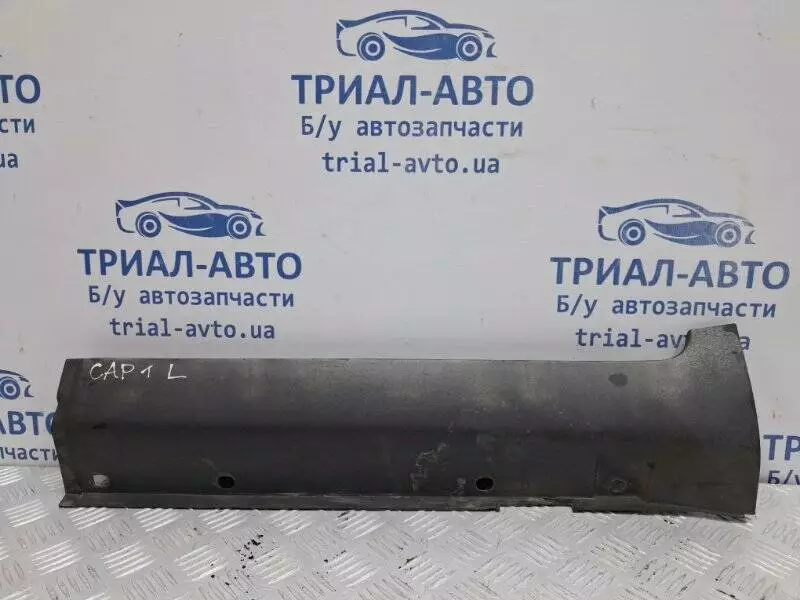 ТРИАЛ-АВТО
Б/у автозапчасти
trial-avto.ua
ТРИАЛ-АВТО
Б/у автозапчасти
trial-avto.ua
ТРИАЛ-АВТО
Б/у автозапчасти
trial-avto.ua
CAP 1 L